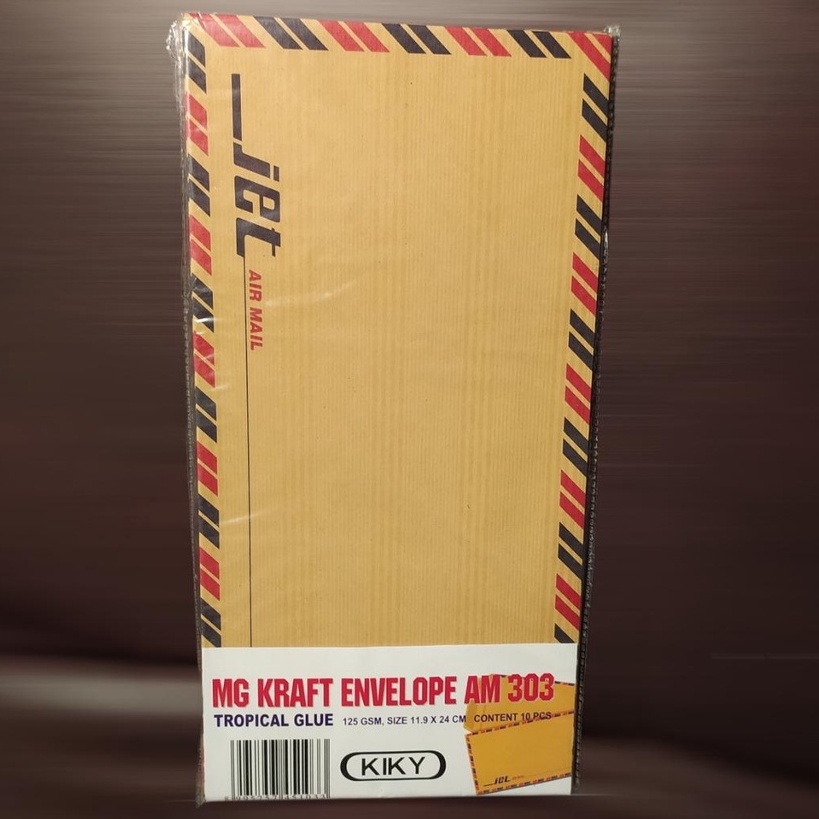 jet
AIR MAIL
MG KRAFT ENVELOPE AM 303
TROPICAL GLUE 125 GSM, SIZE 11.9 X 24 CM CONTENT 10 PCS
KIKY
jet